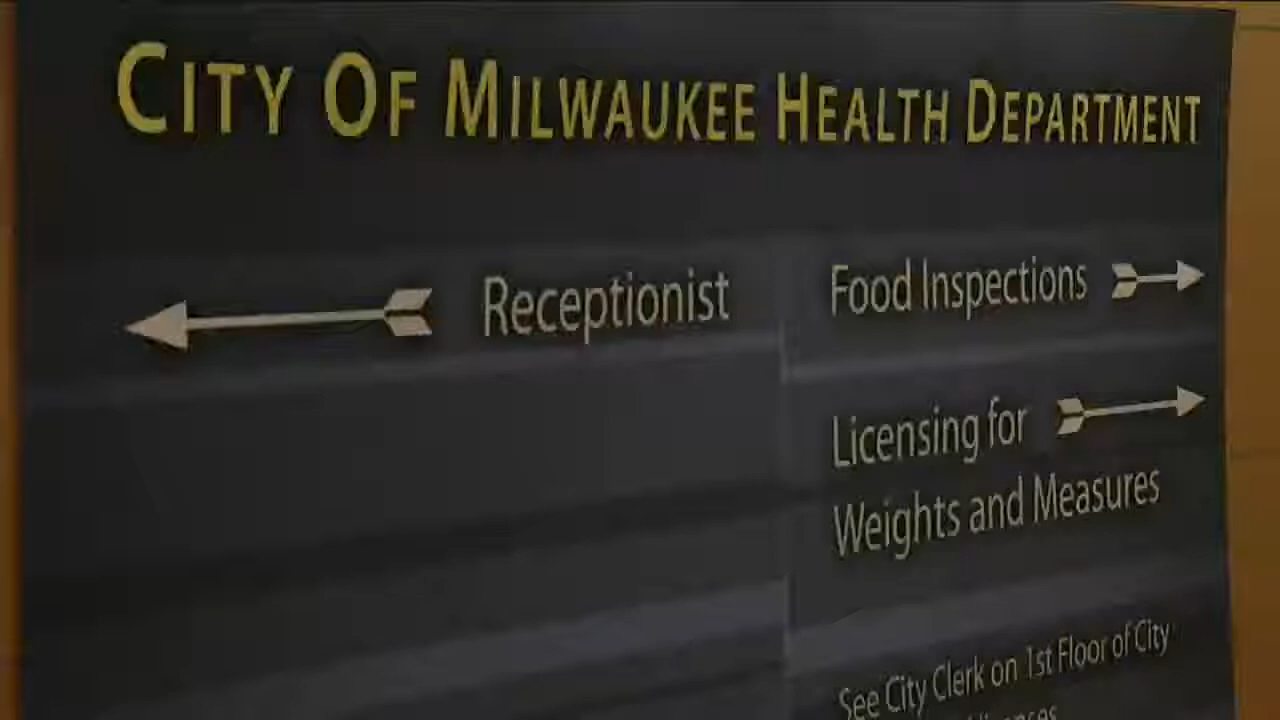 CITY OF MILWAUKEE HEALTH DEPARTMENT
Receptionist
Food Inspections
Licensing for
Weights and Measures
See City Clerk on 1st Floor of City